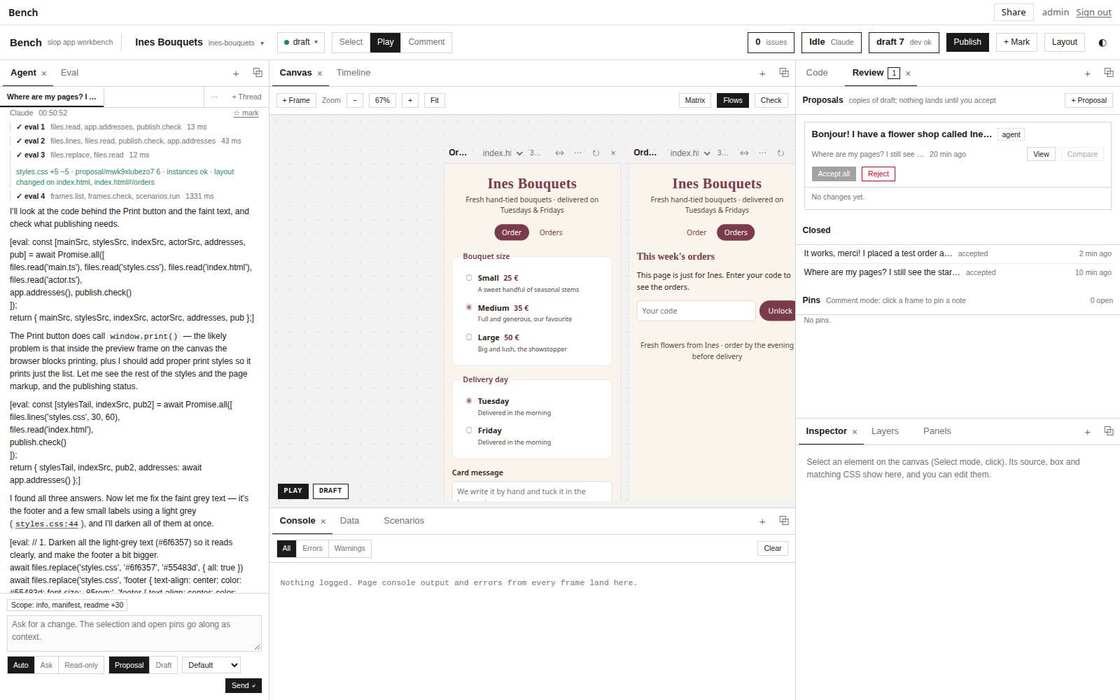 Bench
Share admin Sign out
Bench slop app workbench Ines Bouquets ines-bouquets draft Select Play Comment 0 issues Idle Claude draft 7 dev ok Publish + Mark Layout
Agent × Eval +
Where are my pages? I ... ··· + Thread
Claude 00:50:52 mark
✓ eval 1 files.read, app.addresses, publish.check 13 ms
✓ eval 2 files.lines, files.read, publish.check, app.addresses 43 ms
✓ eval 3 files.replace, files.read 12 ms
styles.css +5 −5 · proposal/mwk9xlubezo7 6 · instances ok · layout
changed on index.html, index.html#/orders
✓ eval 4 frames.list, frames.check, scenarios.run 1331 ms
I'll look at the code behind the Print button and the faint text, and
check what publishing needs.
[eval: const [mainSrc, stylesSrc, indexSrc, actorSrc, addresses,
pub] = await Promise.all([
files.read('main.ts'), files.read('styles.css'), files.read('index.html'),
files.read('actor.ts'),
app.addresses(), publish.check()
]);
return { mainSrc, stylesSrc, indexSrc, actorSrc, addresses, pub };]
The Print button does call window.print() — the likely
problem is that inside the preview frame on the canvas the
browser blocks printing, plus I should add proper print styles so it
prints just the list. Let me see the rest of the styles and the page
markup, and the publishing status.
[eval: const [stylesTail, indexSrc, pub2] = await Promise.all([
files.lines('styles.css', 30, 60),
files.read('index.html'),
publish.check()
]);
return { stylesTail, indexSrc, pub2, addresses: await
app.addresses() };]
I found all three answers. Now let me fix the faint grey text — it's
the footer and a few small labels using a light grey
( styles.css:44 ), and I'll darken all of them at once.
[eval: // 1. Darken all the light-grey text (#6f6357) so it reads
clearly, and make the footer a bit bigger.
await files.replace('styles.css', '#6f6357', '#55483d', { all: true })
await files.replace('styles.css', 'footer { text-align: center; color:
Scope: info, manifest, readme +30
Ask for a change. The selection and open pins go along as
context.
Auto Ask Read-only Proposal Draft Default
Send
Canvas × Timeline +
+ Frame Zoom − 67% + Fit Matrix Flows Check
Or... index.h 3... ··· ×
Ines Bouquets
Fresh hand-tied bouquets · delivered on
Tuesdays & Fridays
Order Orders
Bouquet size
Small 25 €
A sweet handful of seasonal stems
Medium 35 €
Full and generous, our favourite
Large 50 €
Big and lush, the showstopper
Delivery day
Tuesday
Delivered in the morning
Friday
Delivered in the morning
Card message
We write it by hand and tuck it in the
Ord... index.h 3... ···
Ines Bouquets
Fresh hand-tied bouquets · delivered on
Tuesdays & Fridays
Order Orders
This week's orders
This page is just for Ines. Enter your code to
see the orders.
Your code Unlock
Fresh flowers from Ines · order by the evening
before delivery
PLAY DRAFT
Console × Data Scenarios +
All Errors Warnings Clear
Nothing logged. Page console output and errors from every frame land here.
Code Review 1 × +
Proposals copies of draft; nothing lands until you accept + Proposal
Bonjour! I have a flower shop called Ine... agent
Where are my pages? I still see ... 20 min ago View Compare
Accept all Reject
No changes yet.
Closed
It works, merci! I placed a test order a... accepted 2 min ago
Where are my pages? I still see the star... accepted 10 min ago
Pins Comment mode: click a frame to pin a note 0 open
No pins.
Inspector × Layers Panels +
Select an element on the canvas (Select mode, click). Its source, box and
matching CSS show here, and you can edit them.